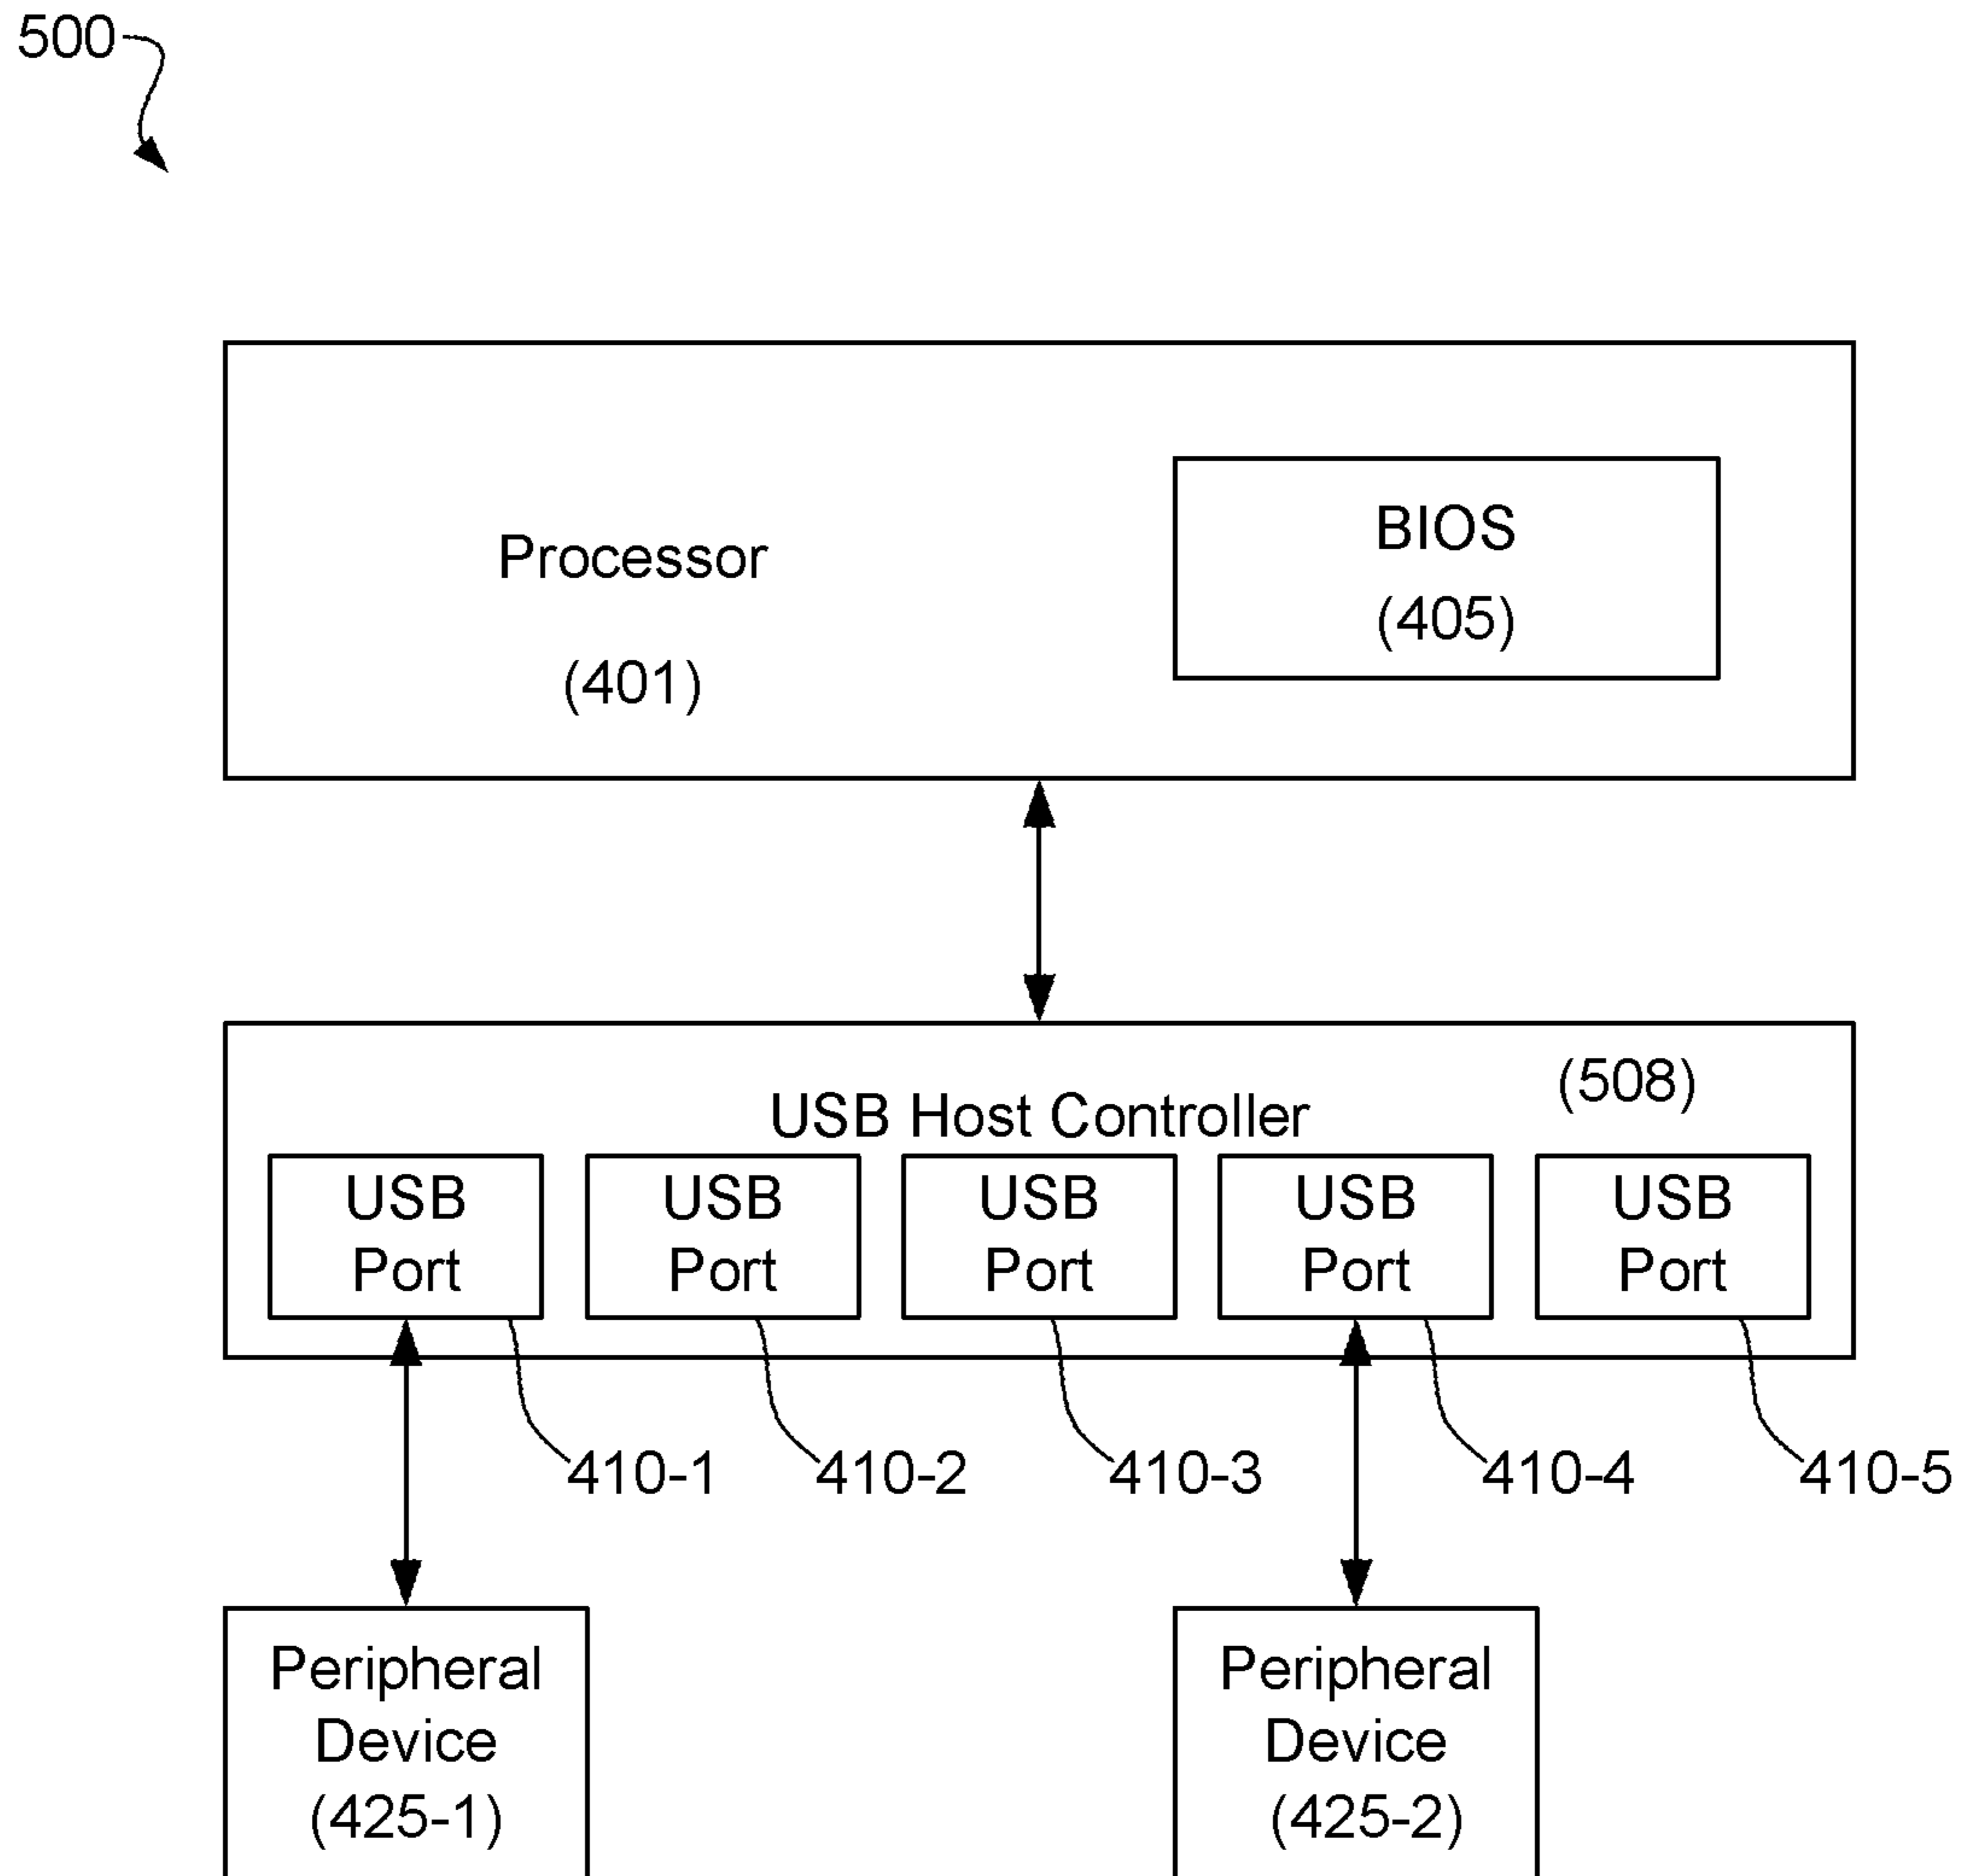 500
Processor
(401)
BIOS
(405)
(508)
USB Host Controller
USB
Port
USB
Port
USB
Port
USB
Port
USB
Port
410-1
410-2
410-3
410-4
410-5
Peripheral
Device
(425-1)
Peripheral
Device
(425-2)